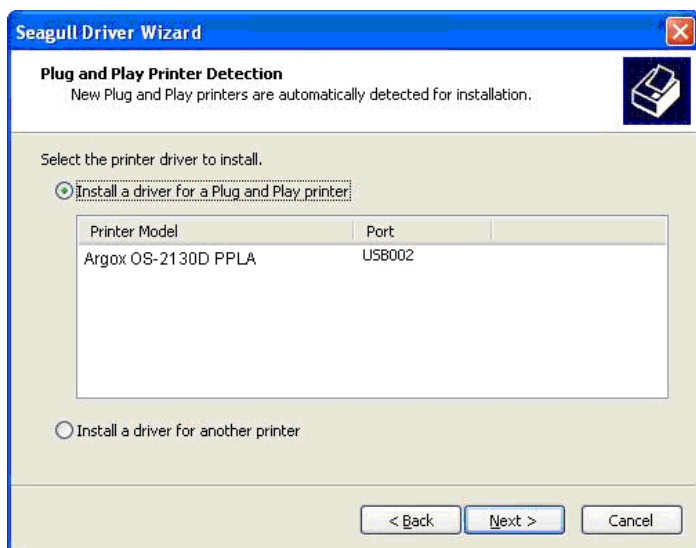 Seagull Driver Wizard
Plug and Play Printer Detection
New Plug and Play printers are automatically detected for installation.
Select the printer driver to install.
Install a driver for a Plug and Play printer
Printer Model Port
Argox OS-2130D PPLA USB002
Install a driver for another printer
< Back Next > Cancel